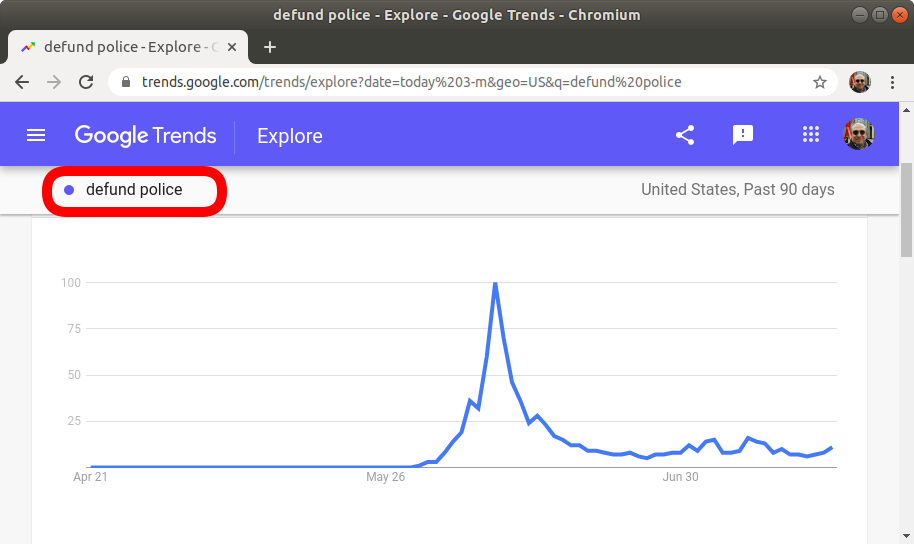 defund police - Explore - Google Trends - Chromium
defund police - Explore - G
trends.google.com/trends/explore?date=today%203-m&geo=US&q=defund%20police
Google Trends
Explore
defund police
United States, Past 90 days
100
75
50
25
Apr 21
May 26
Jun 30